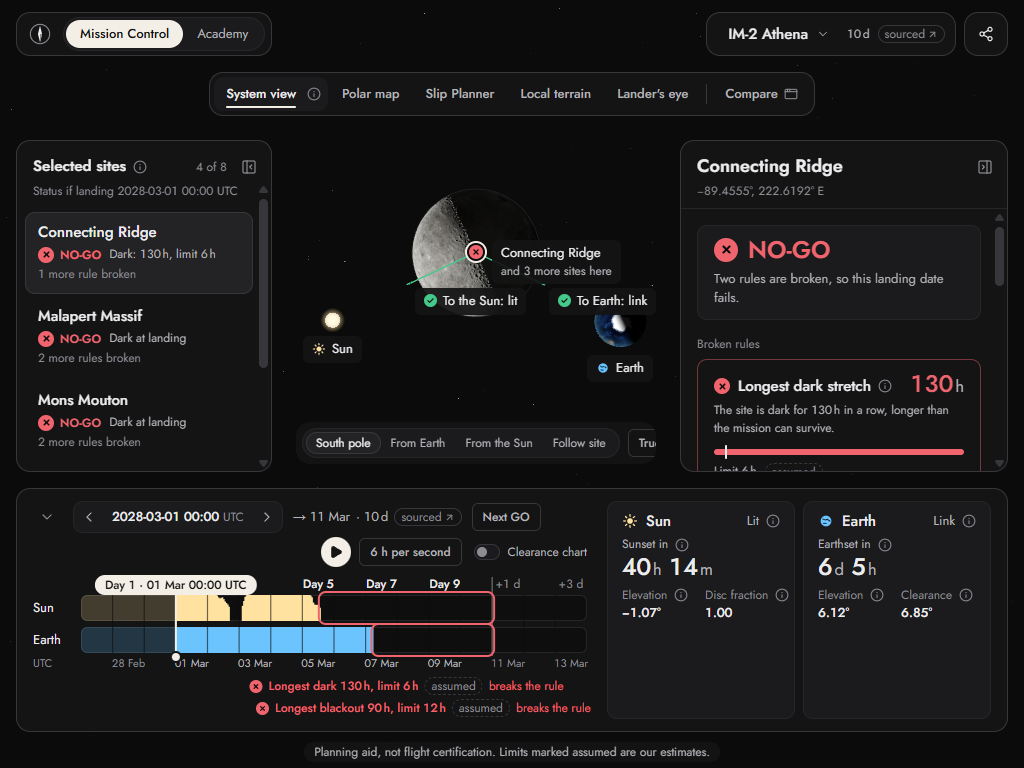 Mission Control
Academy
IM-2 Athena
10d
sourced ↗
System view
Polar map
Slip Planner
Local terrain
Lander's eye
Compare
Selected sites
4 of 8
Status if landing 2028-03-01 00:00 UTC
Connecting Ridge
NO-GO Dark: 130h, limit 6h
1 more rule broken
Malapert Massif
NO-GO Dark at landing
2 more rules broken
Mons Mouton
NO-GO Dark at landing
2 more rules broken
Connecting Ridge
and 3 more sites here
To the Sun: lit
To Earth: link
Sun
Earth
South pole
From Earth
From the Sun
Follow site
Connecting Ridge
−89.4555°, 222.6192° E
NO-GO
Two rules are broken, so this landing date
fails.
Broken rules
Longest dark stretch 130h
The site is dark for 130h in a row, longer than
the mission can survive.
Limit 6h assumed
2028-03-01 00:00 UTC
→ 11 Mar · 10d sourced ↗
Next GO
6 h per second
Clearance chart
Day 1 · 01 Mar 00:00 UTC
Day 5
Day 7
Day 9
+1 d
+3 d
Sun
Earth
UTC
28 Feb
01 Mar
03 Mar
05 Mar
07 Mar
09 Mar
11 Mar
13 Mar
Longest dark 130h, limit 6h assumed breaks the rule
Longest blackout 90h, limit 12h assumed breaks the rule
Sun
Lit
Sunset in
40h 14m
Elevation
Disc fraction
−1.07°
1.00
Earth
Link
Earthset in
6d 5h
Elevation
Clearance
6.12°
6.85°
Planning aid, not flight certification. Limits marked assumed are our estimates.